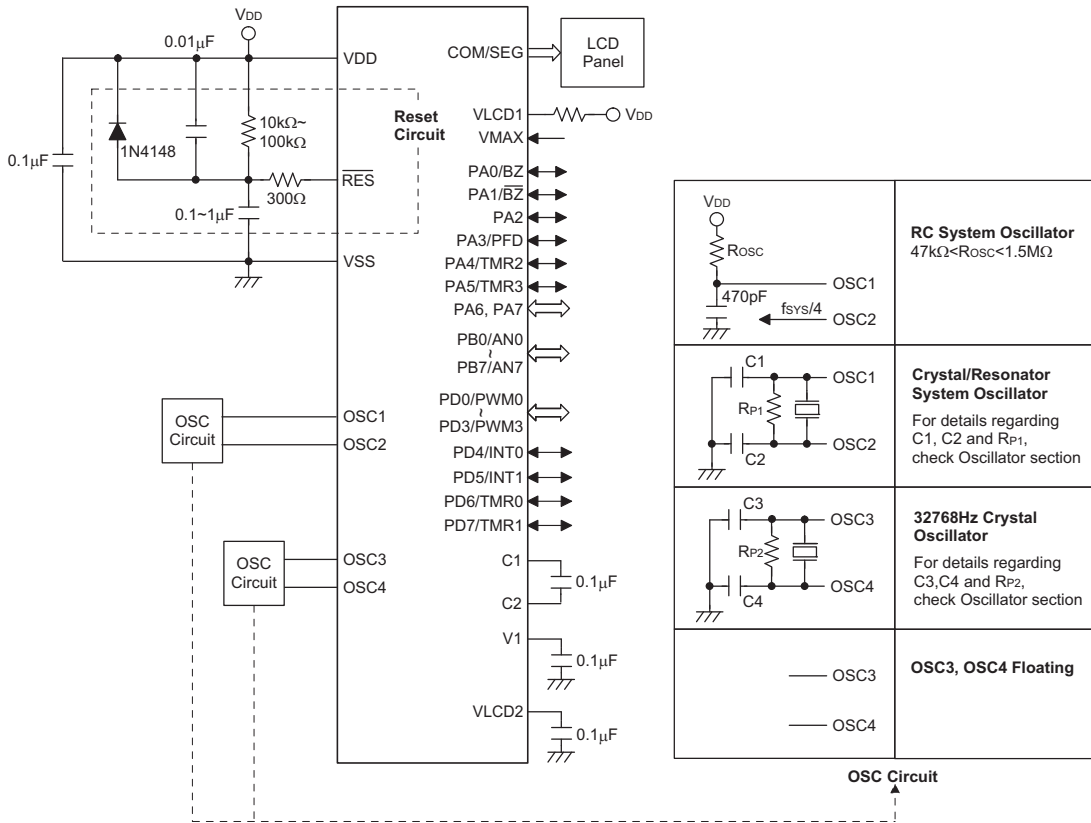 VDD
0.01μF
VDD
Reset
Circuit
10kΩ~
100kΩ
1N4148
0.1μF
RES
300Ω
0.1~1μF
VSS
OSC
Circuit
OSC1
OSC2
OSC
Circuit
OSC3
OSC4
COM/SEG
LCD
Panel
VLCD1
VDD
VMAX
PA0/BZ
PA1/BZ
PA2
PA3/PFD
PA4/TMR2
PA5/TMR3
PA6, PA7
PB0/AN0
~
PB7/AN7
PD0/PWM0
~
PD3/PWM3
PD4/INT0
PD5/INT1
PD6/TMR0
PD7/TMR1
C1
0.1μF
C2
V1
0.1μF
VLCD2
0.1μF
VDD
ROSC
OSC1
470pF
fSYS/4
OSC2
RC System Oscillator
47kΩ<ROSC<1.5MΩ
C1
OSC1
RP1
OSC2
C2
Crystal/Resonator
System Oscillator
For details regarding
C1, C2 and RP1,
check Oscillator section
C3
OSC3
RP2
OSC4
C4
32768Hz Crystal
Oscillator
For details regarding
C3,C4 and RP2,
check Oscillator section
OSC3
OSC4
OSC3, OSC4 Floating
OSC Circuit